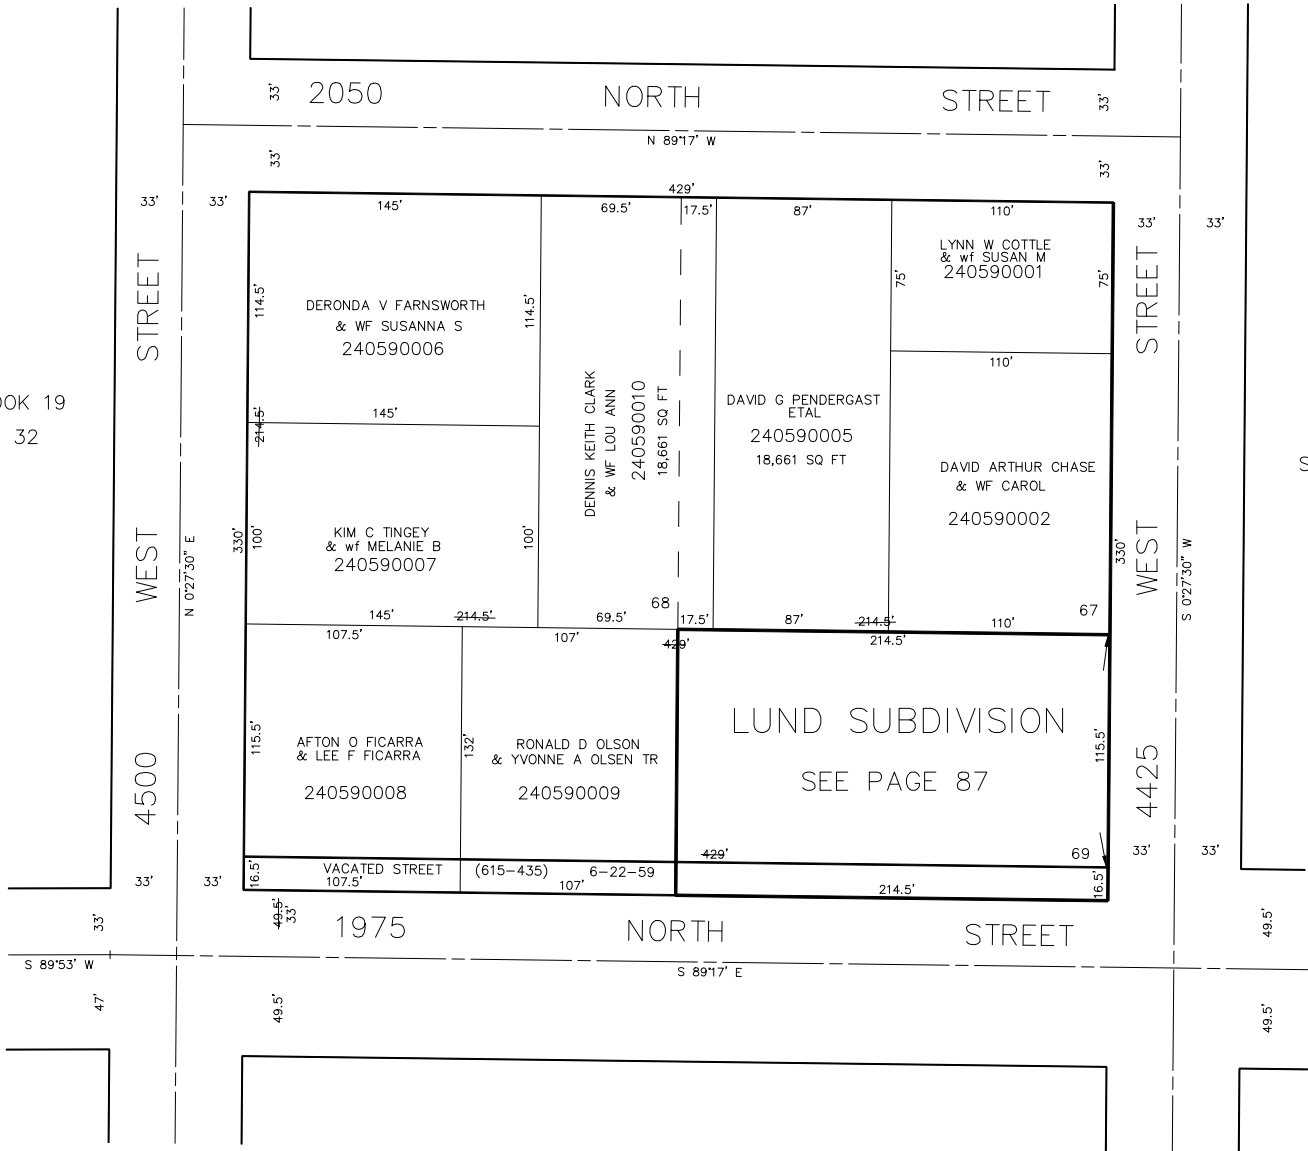 2050 NORTH STREET
33' 33'
N 89°17' W
33' 33'
429'
33' 33' 145' 69.5' 17.5' 87' 110' 33' 33'
STREET
WEST
4500
N 0°27'30" E
LYNN W COTTLE
& wf SUSAN M
240590001
75' 75'
110'
114.5' 114.5'
DERONDA V FARNSWORTH
& WF SUSANNA S
240590006
145'
214.5'
DENNIS KEITH CLARK
& WF LOU ANN
240590010
18,661 SQ FT
DAVID G PENDERGAST
ETAL
240590005
18,661 SQ FT
DAVID ARTHUR CHASE
& WF CAROL
240590002
STREET
WEST
4425
S 0°27'30" W
OOK 19
32
S
330' 100' 100' 330'
KIM C TINGEY
& wf MELANIE B
240590007
68 67
145' 214.5' 69.5' 17.5' 87' 214.5' 110'
107.5' 107' 429' 214.5'
115.5' 132' 115.5'
AFTON O FICARRA
& LEE F FICARRA
240590008
RONALD D OLSON
& YVONNE A OLSEN TR
240590009
LUND SUBDIVISION
SEE PAGE 87
429' 69
33' 33' 33' 33'
16.5' VACATED STREET (615-435) 6-22-59 16.5'
107.5' 107' 214.5'
33' 49.5' 33' 49.5'
1975 NORTH STREET
S 89°53' W S 89°17' E
47' 49.5' 49.5'